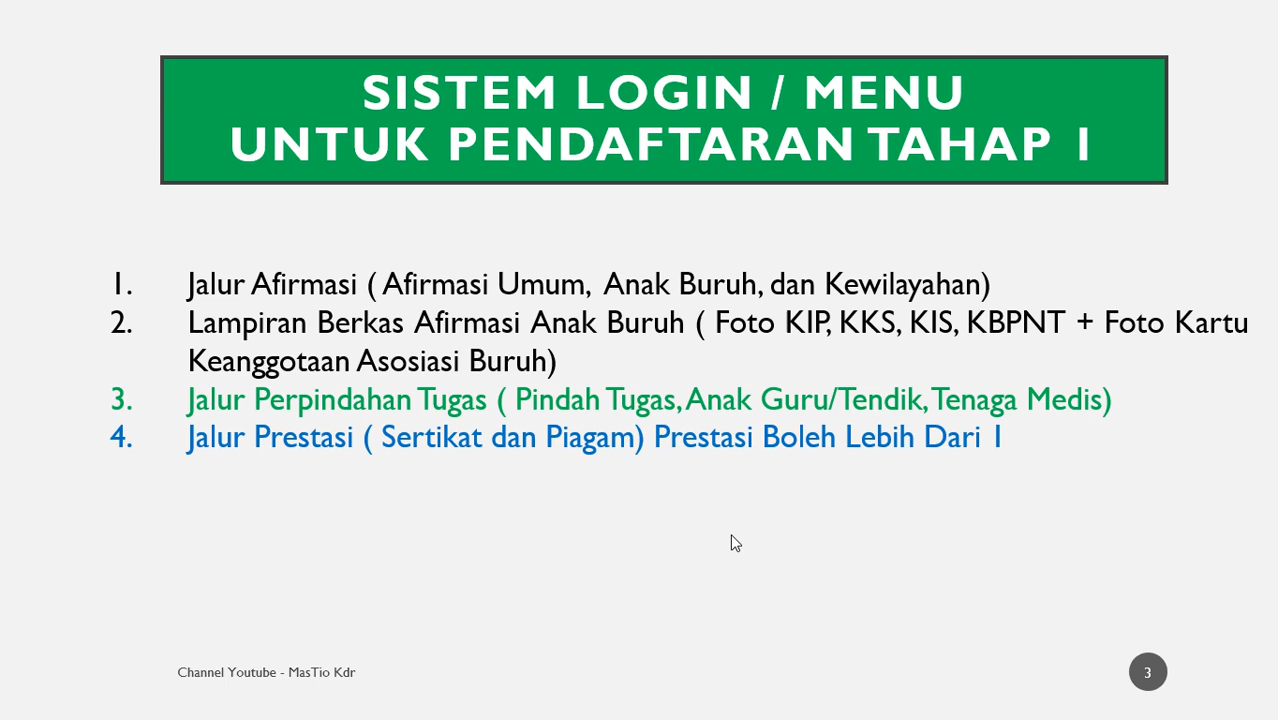 SISTEM LOGIN / MENU
UNTUK PENDAFTARAN TAHAP 1
1. Jalur Afirmasi ( Afirmasi Umum, Anak Buruh, dan Kewilayahan)
2. Lampiran Berkas Afirmasi Anak Buruh ( Foto KIP, KKS, KIS, KBPNT + Foto Kartu
Keanggotaan Asosiasi Buruh)
3. Jalur Perpindahan Tugas ( Pindah Tugas, Anak Guru/Tendik, Tenaga Medis)
4. Jalur Prestasi ( Sertikat dan Piagam) Prestasi Boleh Lebih Dari 1
Channel Youtube - MasTio Kdr
3